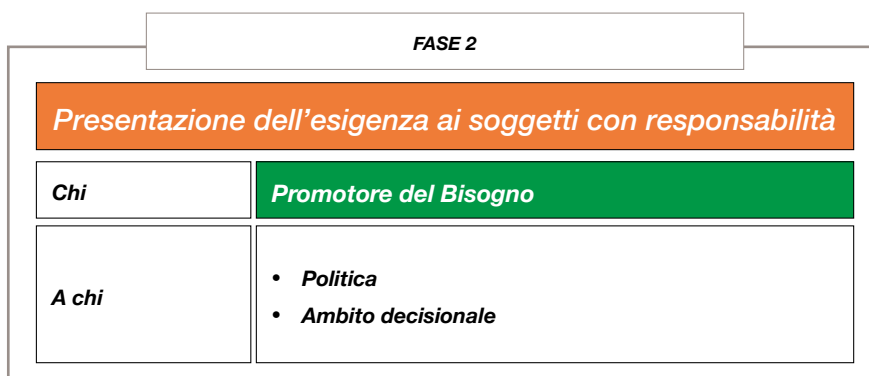 FASE 2
Presentazione dell’esigenza ai soggetti con responsabilità
Chi
Promotore del Bisogno
A chi
• Politica
• Ambito decisionale